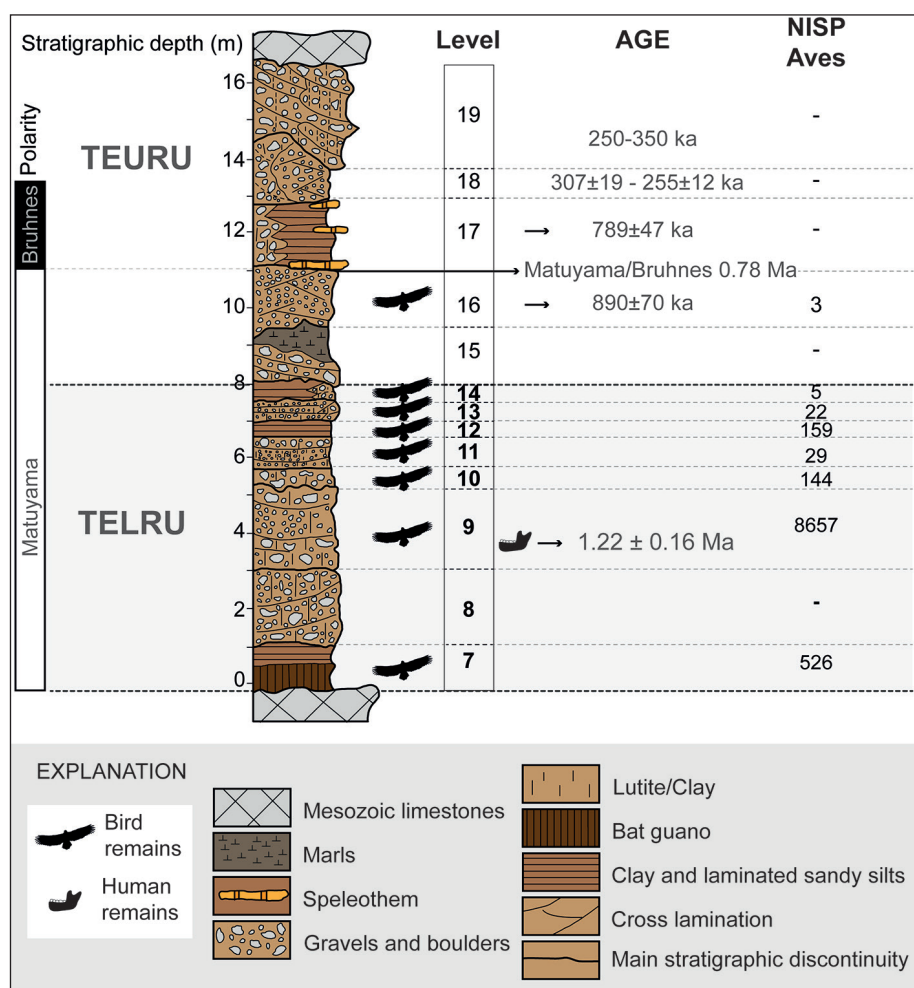 Stratigraphic depth (m)
Level
AGE
NISP
Aves
Polarity
Bruhnes
Matuyama
TEURU
TELRU
16
14
12
10
8
6
4
2
0
19
250-350 ka
-
18
307±19 - 255±12 ka
-
17
→ 789±47 ka
-
Matuyama/Bruhnes 0.78 Ma
16
→ 890±70 ka
3
15
-
14
5
13
22
12
159
11
29
10
144
9
→ 1.22 ± 0.16 Ma
8657
8
-
7
526
EXPLANATION
Bird
remains
Human
remains
Mesozoic limestones
Marls
Speleothem
Gravels and boulders
Lutite/Clay
Bat guano
Clay and laminated sandy silts
Cross lamination
Main stratigraphic discontinuity